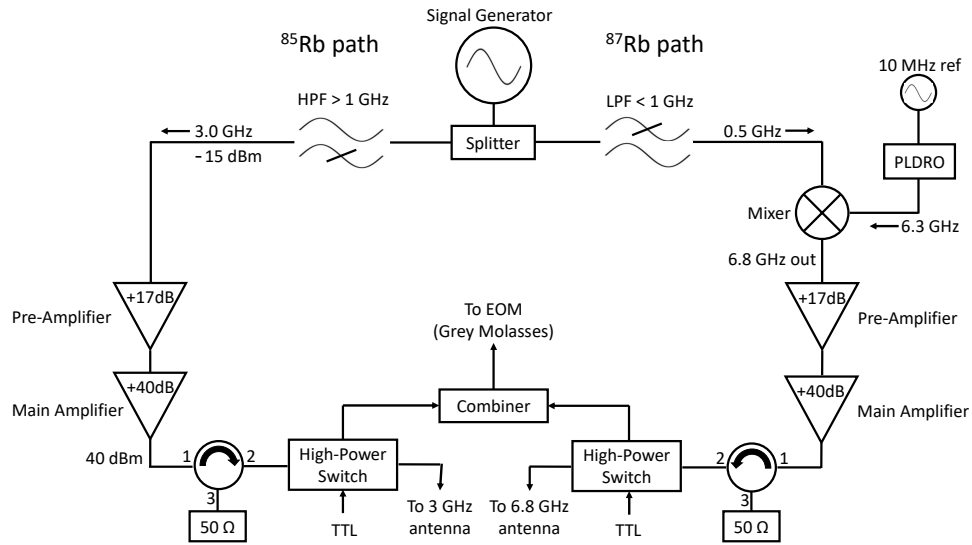 Signal Generator
⁸⁵Rb path
⁸⁷Rb path
10 MHz ref
HPF > 1 GHz
LPF < 1 GHz
3.0 GHz
- 15 dBm
Splitter
0.5 GHz
PLDRO
Mixer
6.3 GHz
6.8 GHz out
+17dB
Pre-Amplifier
+17dB
Pre-Amplifier
To EOM
(Grey Molasses)
+40dB
Main Amplifier
Combiner
+40dB
Main Amplifier
40 dBm
1
2
3
50 Ω
High-Power
Switch
TTL
To 3 GHz
antenna
To 6.8 GHz
antenna
High-Power
Switch
TTL
2
1
3
50 Ω